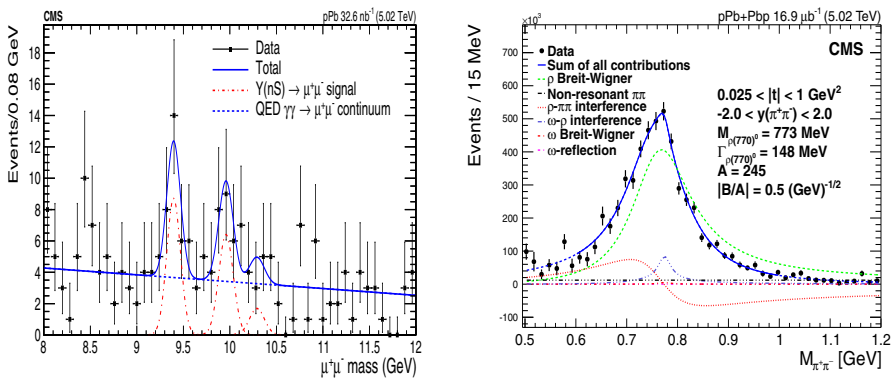 CMS
pPb 32.6 nb⁻¹ (5.02 TeV)
Events/0.08 GeV
18
16
14
12
10
8
6
4
2
0
Data
Total
Υ(nS) → μ⁺μ⁻ signal
QED γγ → μ⁺μ⁻ continuum
8 8.5 9 9.5 10 10.5 11 11.5 12
μ⁺μ⁻ mass (GeV)
pPb+Pbp 16.9 μb⁻¹ (5.02 TeV)
×10³
Events / 15 MeV
700
600
500
400
300
200
100
0
-100
CMS
Data
Sum of all contributions
ρ Breit-Wigner
Non-resonant ππ
ρ-ππ interference
ω-ρ interference
ω Breit-Wigner
ω-reflection
0.025 < |t| < 1 GeV²
-2.0 < y(π⁺π⁻) < 2.0
M ρ(770)⁰ = 773 MeV
Γ ρ(770)⁰ = 148 MeV
A = 245
|B/A| = 0.5 (GeV)⁻¹/²
0.5 0.6 0.7 0.8 0.9 1 1.1 1.2
M π⁺π⁻ [GeV]